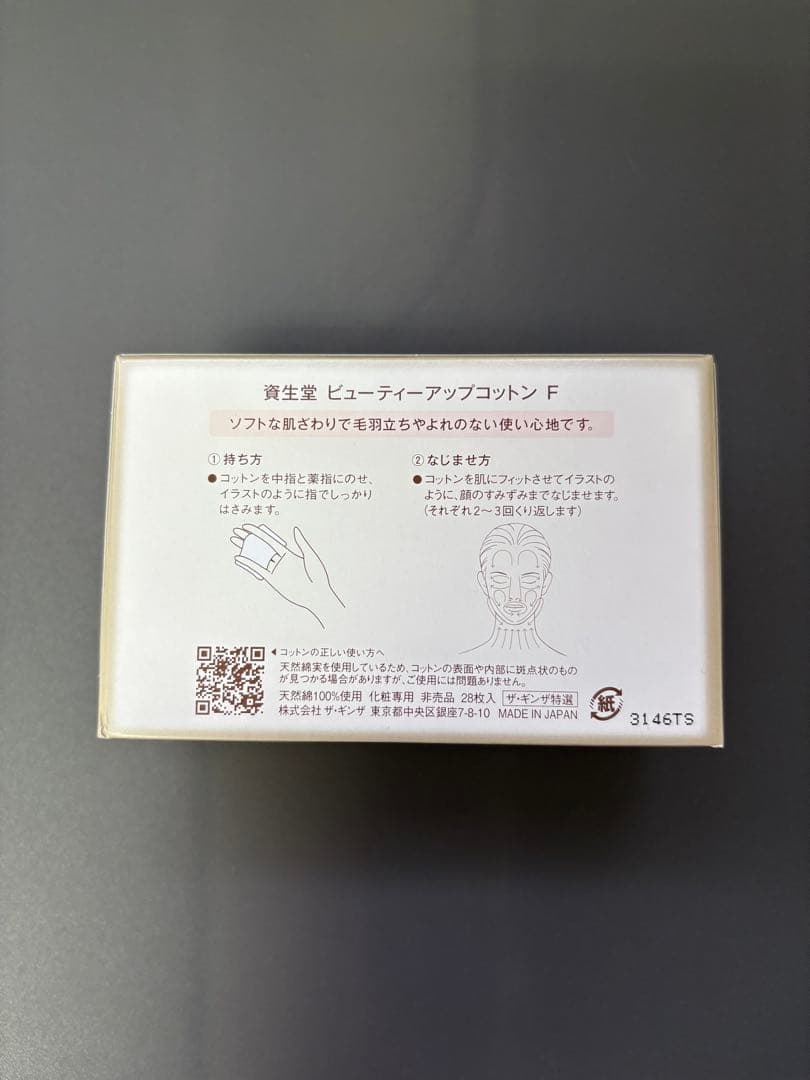 資生堂 ビューティーアップコットン F
ソフトな肌ざわりで毛羽立ちやよれのない使い心地です。
① 持ち方
● コットンを中指と薬指にのせ、
イラストのように指でしっかり
はさみます。
② なじませ方
● コットンを肌にフィットさせてイラストの
ように、顔のすみずみまでなじませます。
(それぞれ2〜3回くり返します)
◀ コットンの正しい使い方へ
天然綿実を使用しているため、コットンの表面や内部に斑点状のもの
が見つかる場合がありますが、ご使用には問題ありません。
天然綿100%使用 化粧専用 非売品 28枚入 ザ・ギンザ特選
株式会社 ザ・ギンザ 東京都中央区銀座7-8-10 MADE IN JAPAN
紙
3146TS